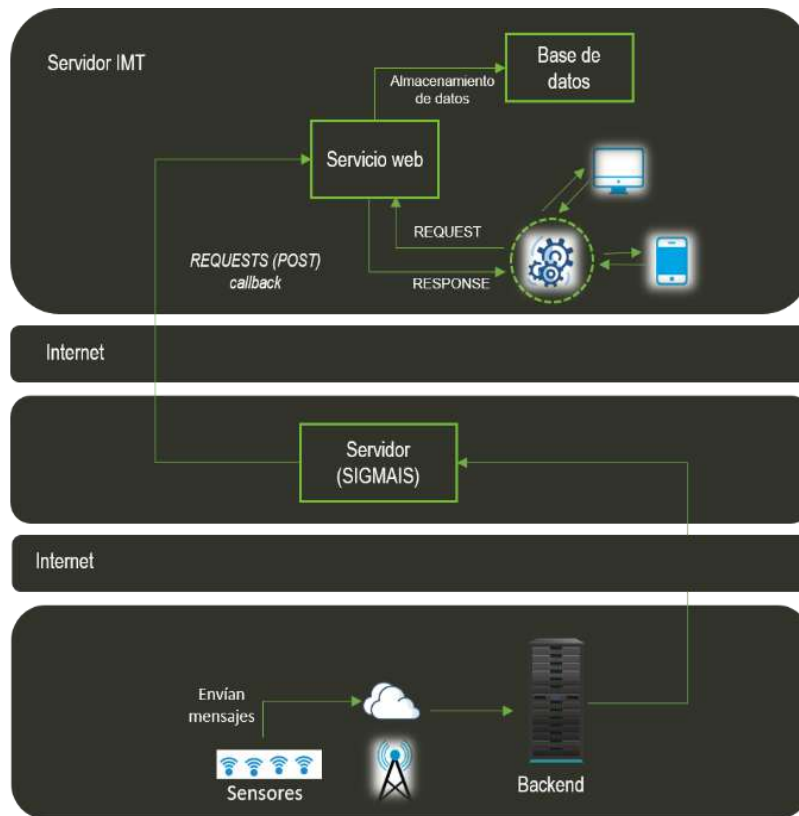 Servidor IMT
Base de
datos
Almacenamiento
de datos
Servicio web
REQUEST
REQUESTS (POST)
callback
RESPONSE
Internet
Servidor
(SIGMAIS)
Internet
Envían
mensajes
Sensores
Backend